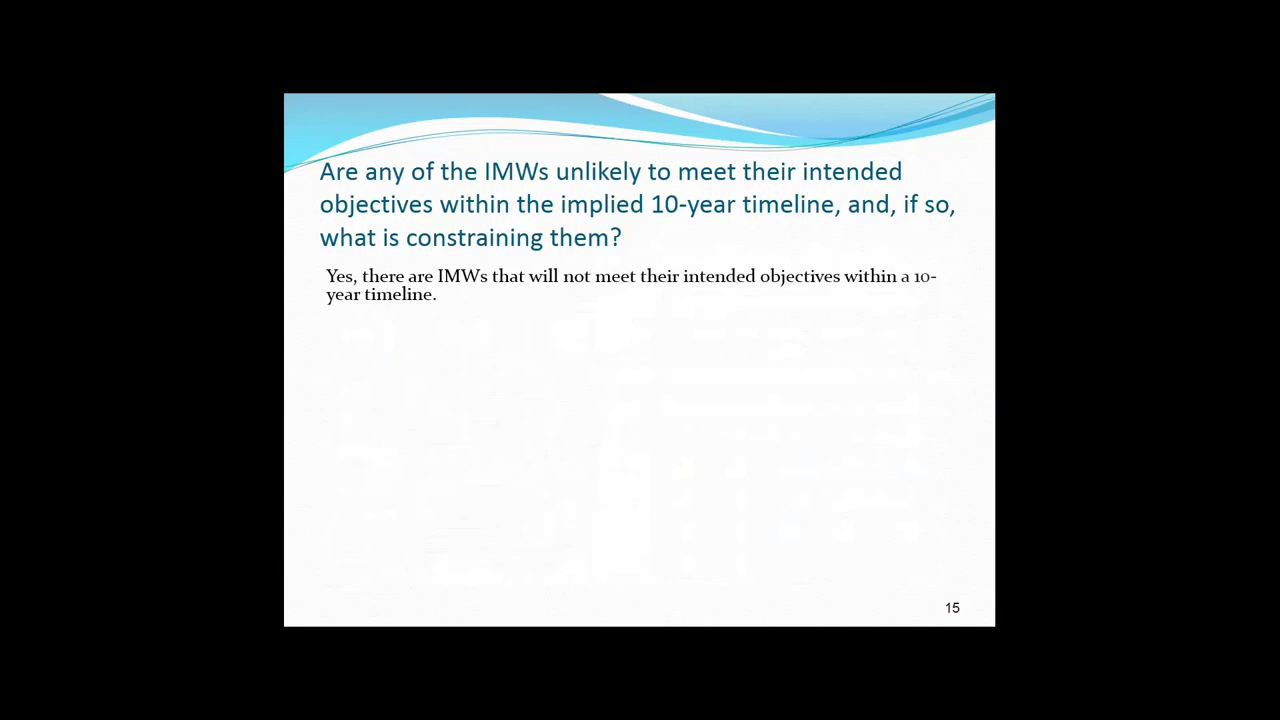 Are any of the IMWs unlikely to meet their intended
objectives within the implied 10-year timeline, and, if so,
what is constraining them?
Yes, there are IMWs that will not meet their intended objectives within a 10-
year timeline.
15